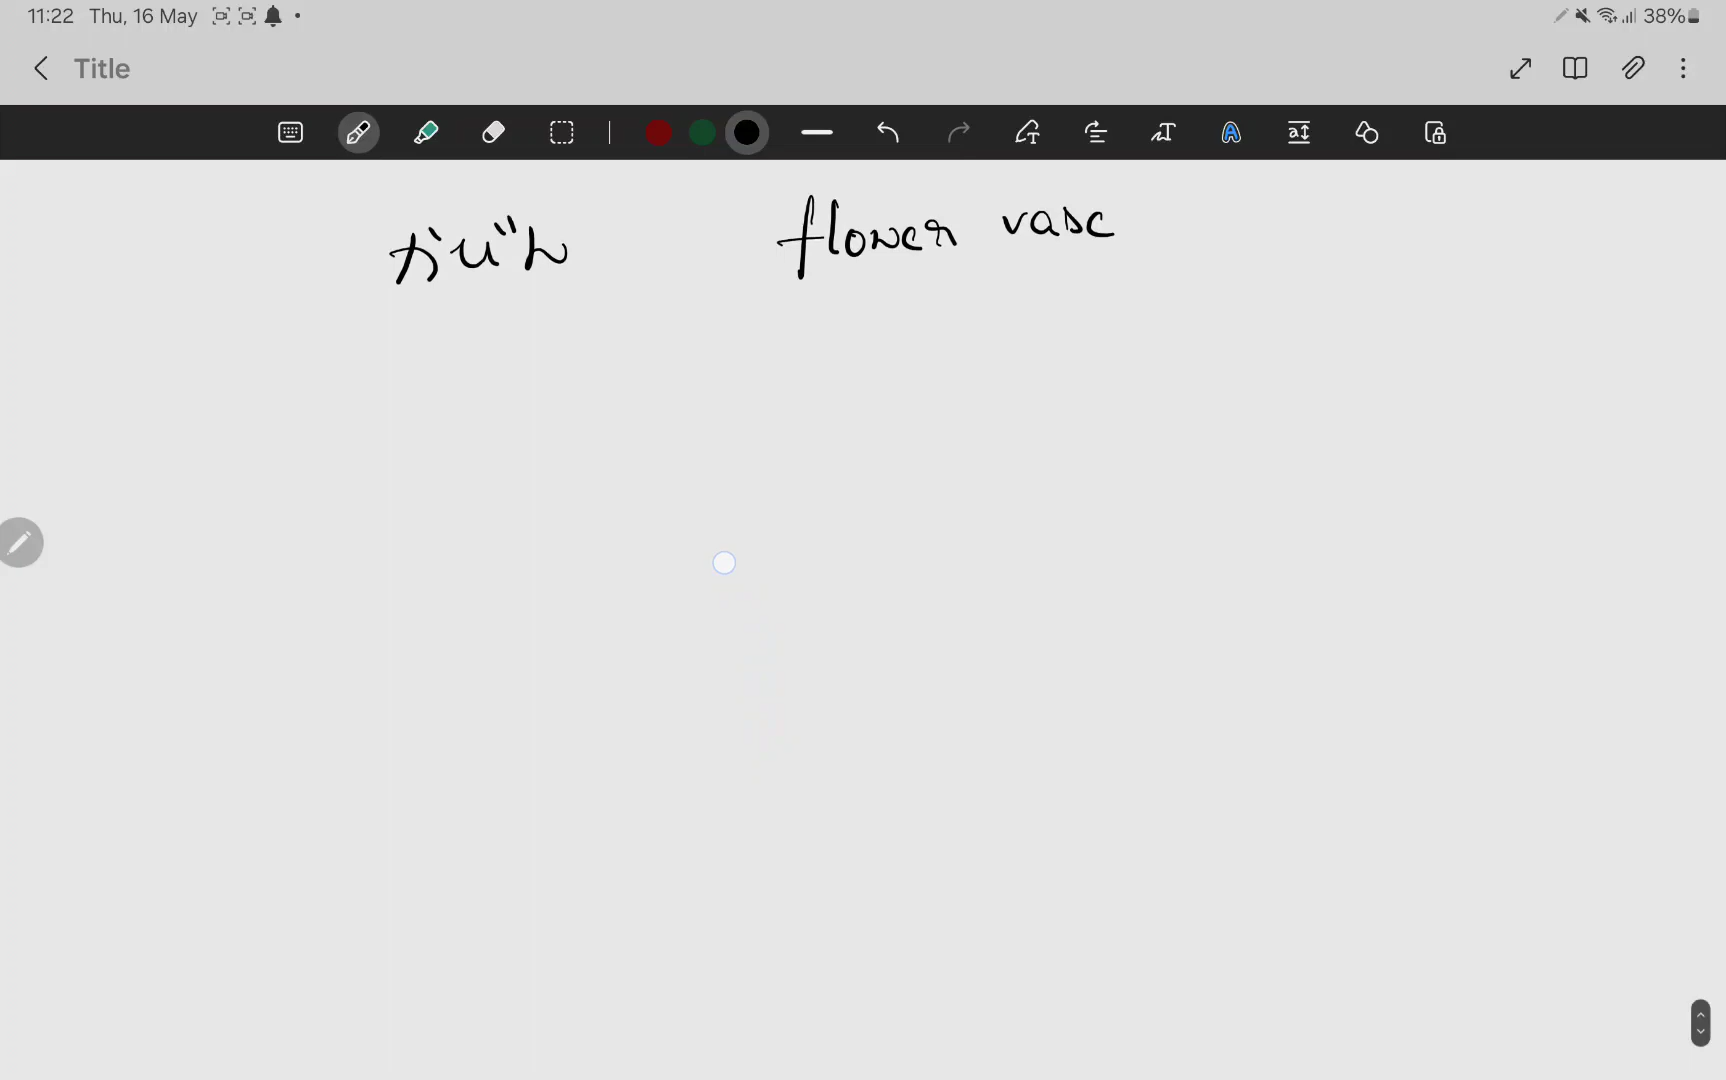 11:22 Thu, 16 May 38%
Title
かびん flower vase